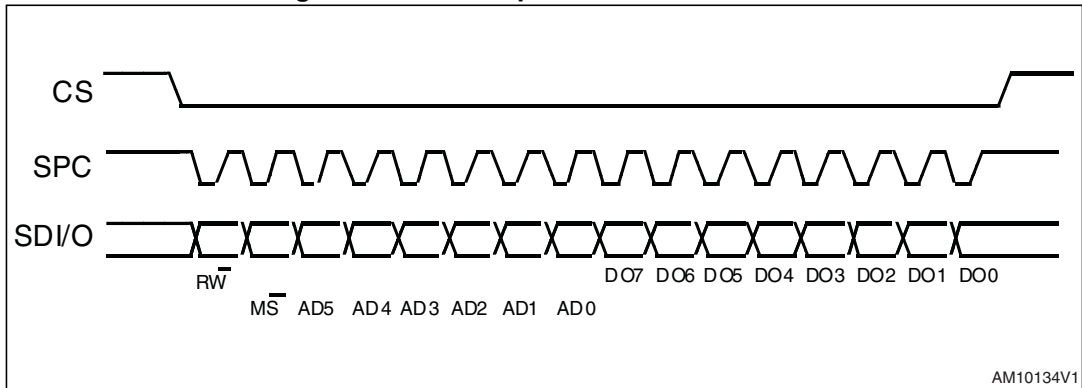 CS
SPC
SDI/O
RW
DO7 DO6 DO5 DO4 DO3 DO2 DO1 DO0
MS AD5 AD4 AD3 AD2 AD1 AD0
AM10134V1